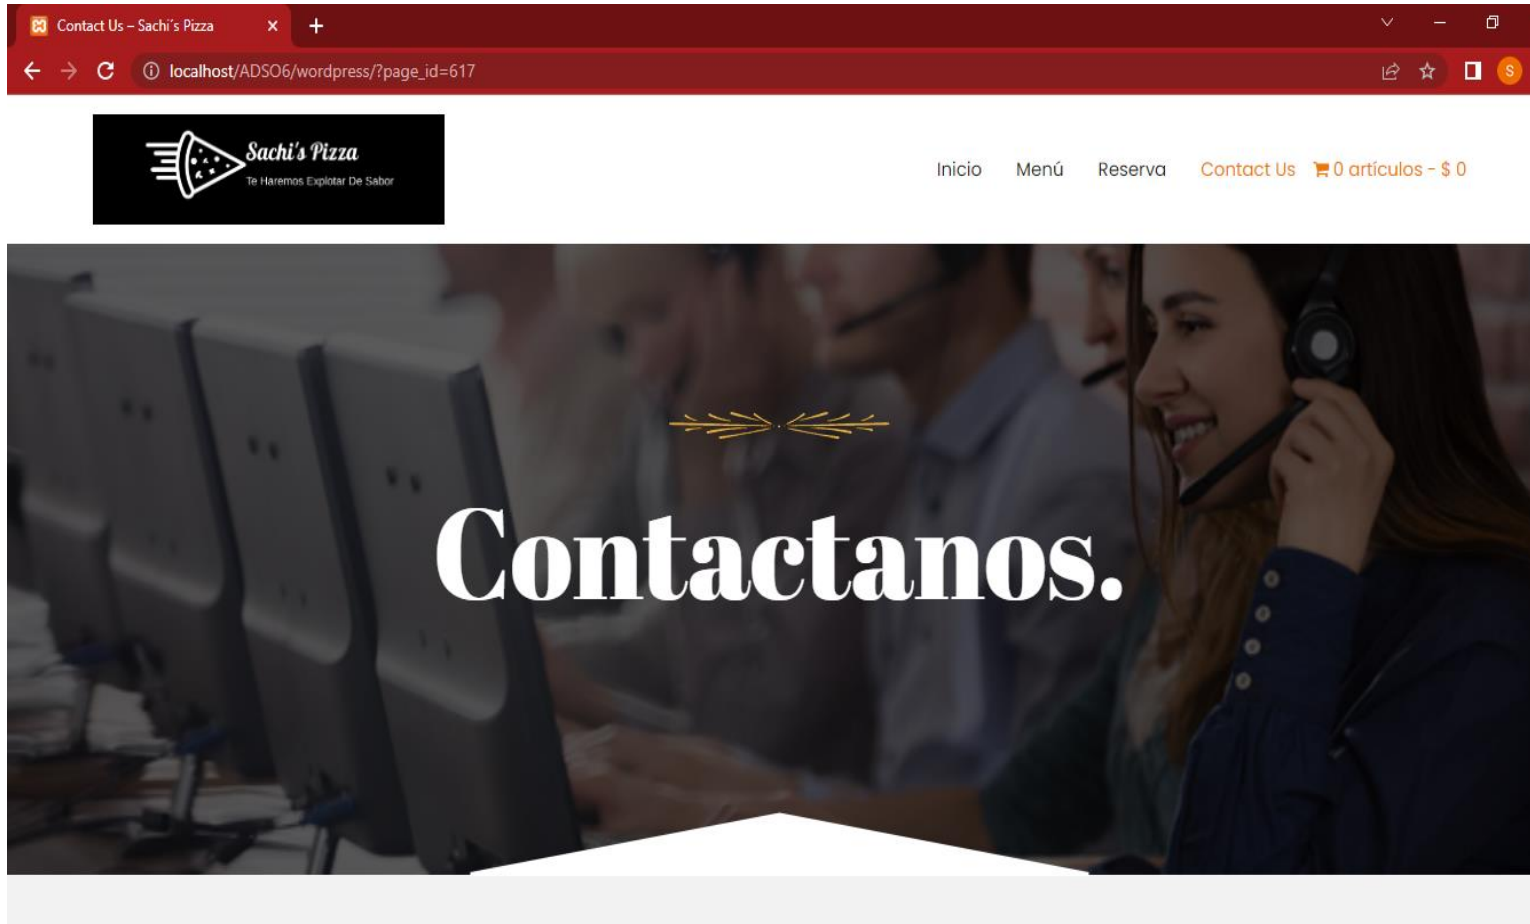 Contact Us – Sachi´s Pizza
localhost/ADSO6/wordpress/?page_id=617
S
Sachi's Pizza
Te Haremos Explotar De Sabor
Inicio Menú Reserva Contact Us 0 artículos - $ 0
Contactanos.